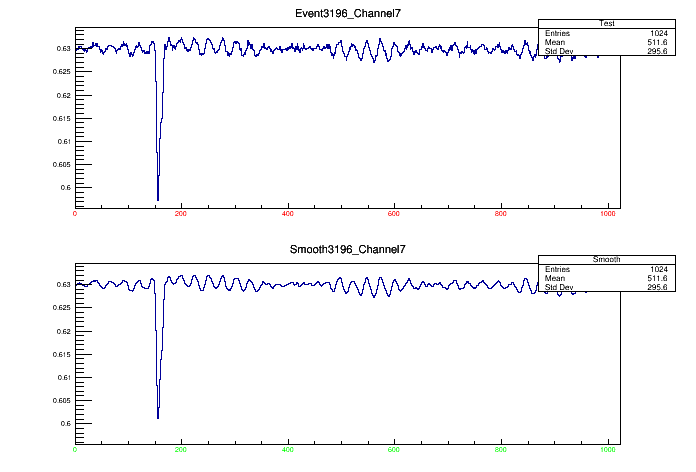 Event3196_Channel7
Test
Entries 1024
Mean 511.6
Std Dev 295.6
0.63
0.625
0.62
0.615
0.61
0.605
0.6
0 200 400 600 800 1000
Smooth3196_Channel7
Smooth
Entries 1024
Mean 511.6
Std Dev 295.6
0.63
0.625
0.62
0.615
0.61
0.605
0.6
0 200 400 600 800 1000